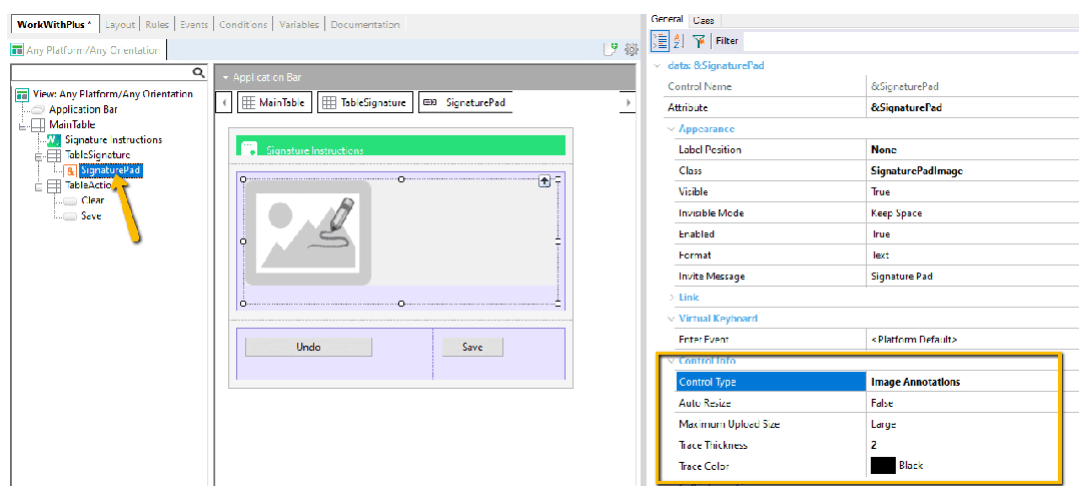 WorkWithPlus * Layout Rules Events Conditions Variables Documentation
Any Platform/Any Orientation
View: Any Platform/Any Orientation
Application Bar
MainTable
Signature Instructions
TableSignature
SignaturePad
TableActio
Clear
Save
Application Bar
MainTable TableSignature SignaturePad
Signature Instructions
Undo Save
General Class
Filter
data: &SignaturePad
Control Name &SignaturePad
Attribute &SignaturePad
Appearance
Label Position None
Class SignaturePadImage
Visible True
Invisible Mode Keep Space
Enabled True
Format Text
Invite Message Signature Pad
Link
Virtual Keyboard
Enter Event <Platform Default>
Control Info
Control Type Image Annotations
Auto Resize False
Maximum Upload Size Large
Trace Thickness 2
Trace Color Black